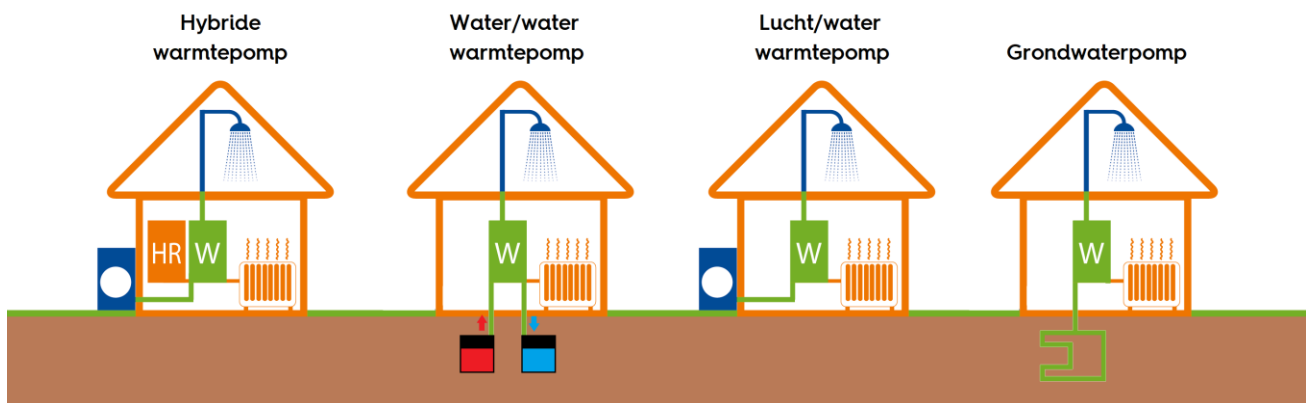 Hybride
warmtepomp
Water/water
warmtepomp
Lucht/water
warmtepomp
Grondwaterpomp
HR W
W
W
W